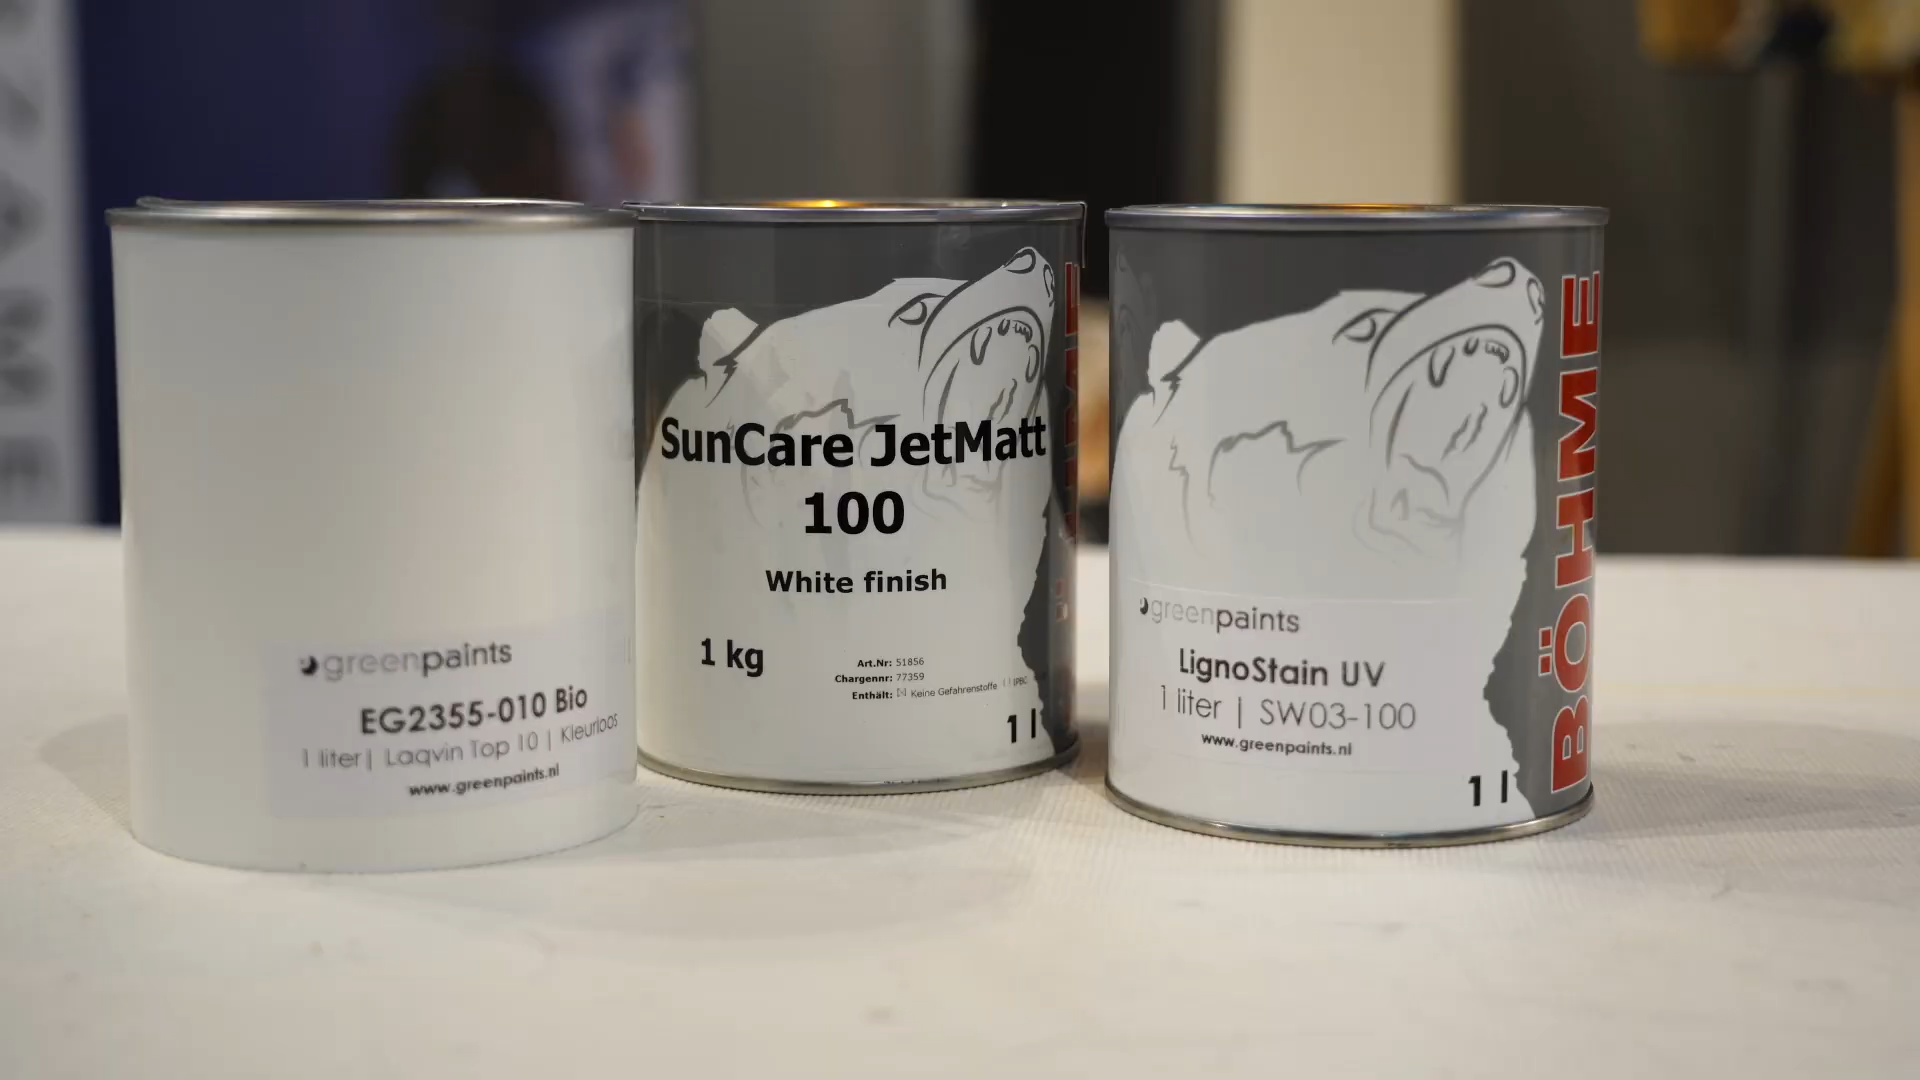 greenpaints
EG2355-010 Bio
1 liter | Laqvin Top 10 | Kleurloos
www.greenpaints.nl
SunCare JetMatt
100
White finish
1 kg
Art.Nr: 51856
Chargennr: 77359
Enthält: Keine Gefahrenstoffe
1 l
greenpaints
LignoStain UV
1 liter | SW03-100
www.greenpaints.nl
1 l
BÖHME